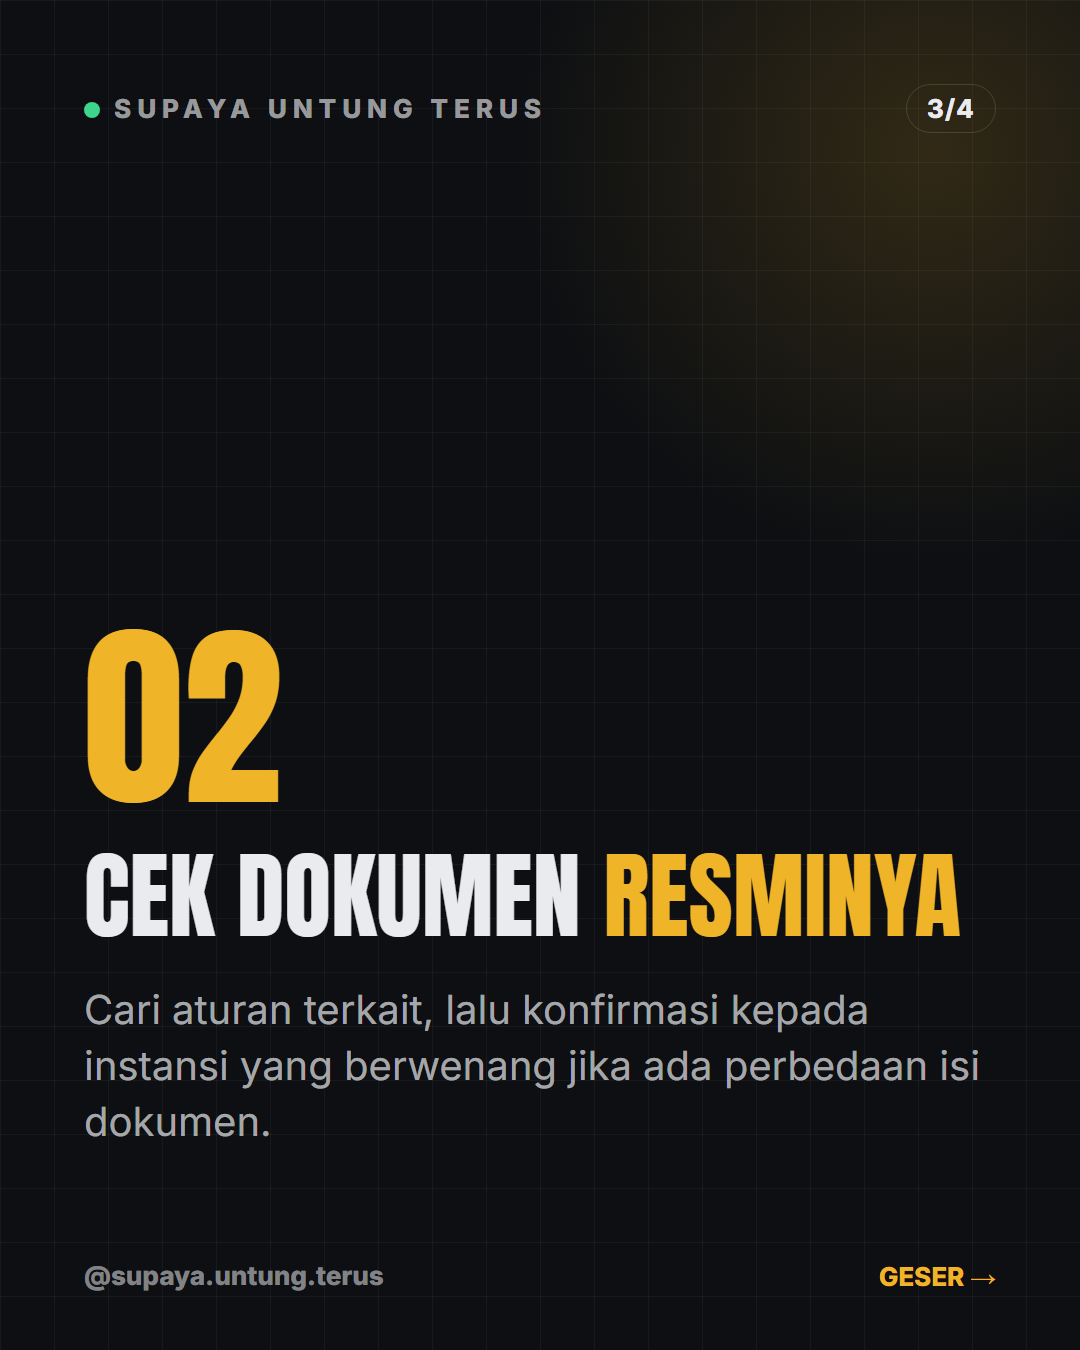 SUPAYA UNTUNG TERUS
3/4
02
CEK DOKUMEN RESMINYA
Cari aturan terkait, lalu konfirmasi kepada
instansi yang berwenang jika ada perbedaan isi
dokumen.
@supaya.untung.terus
GESER →